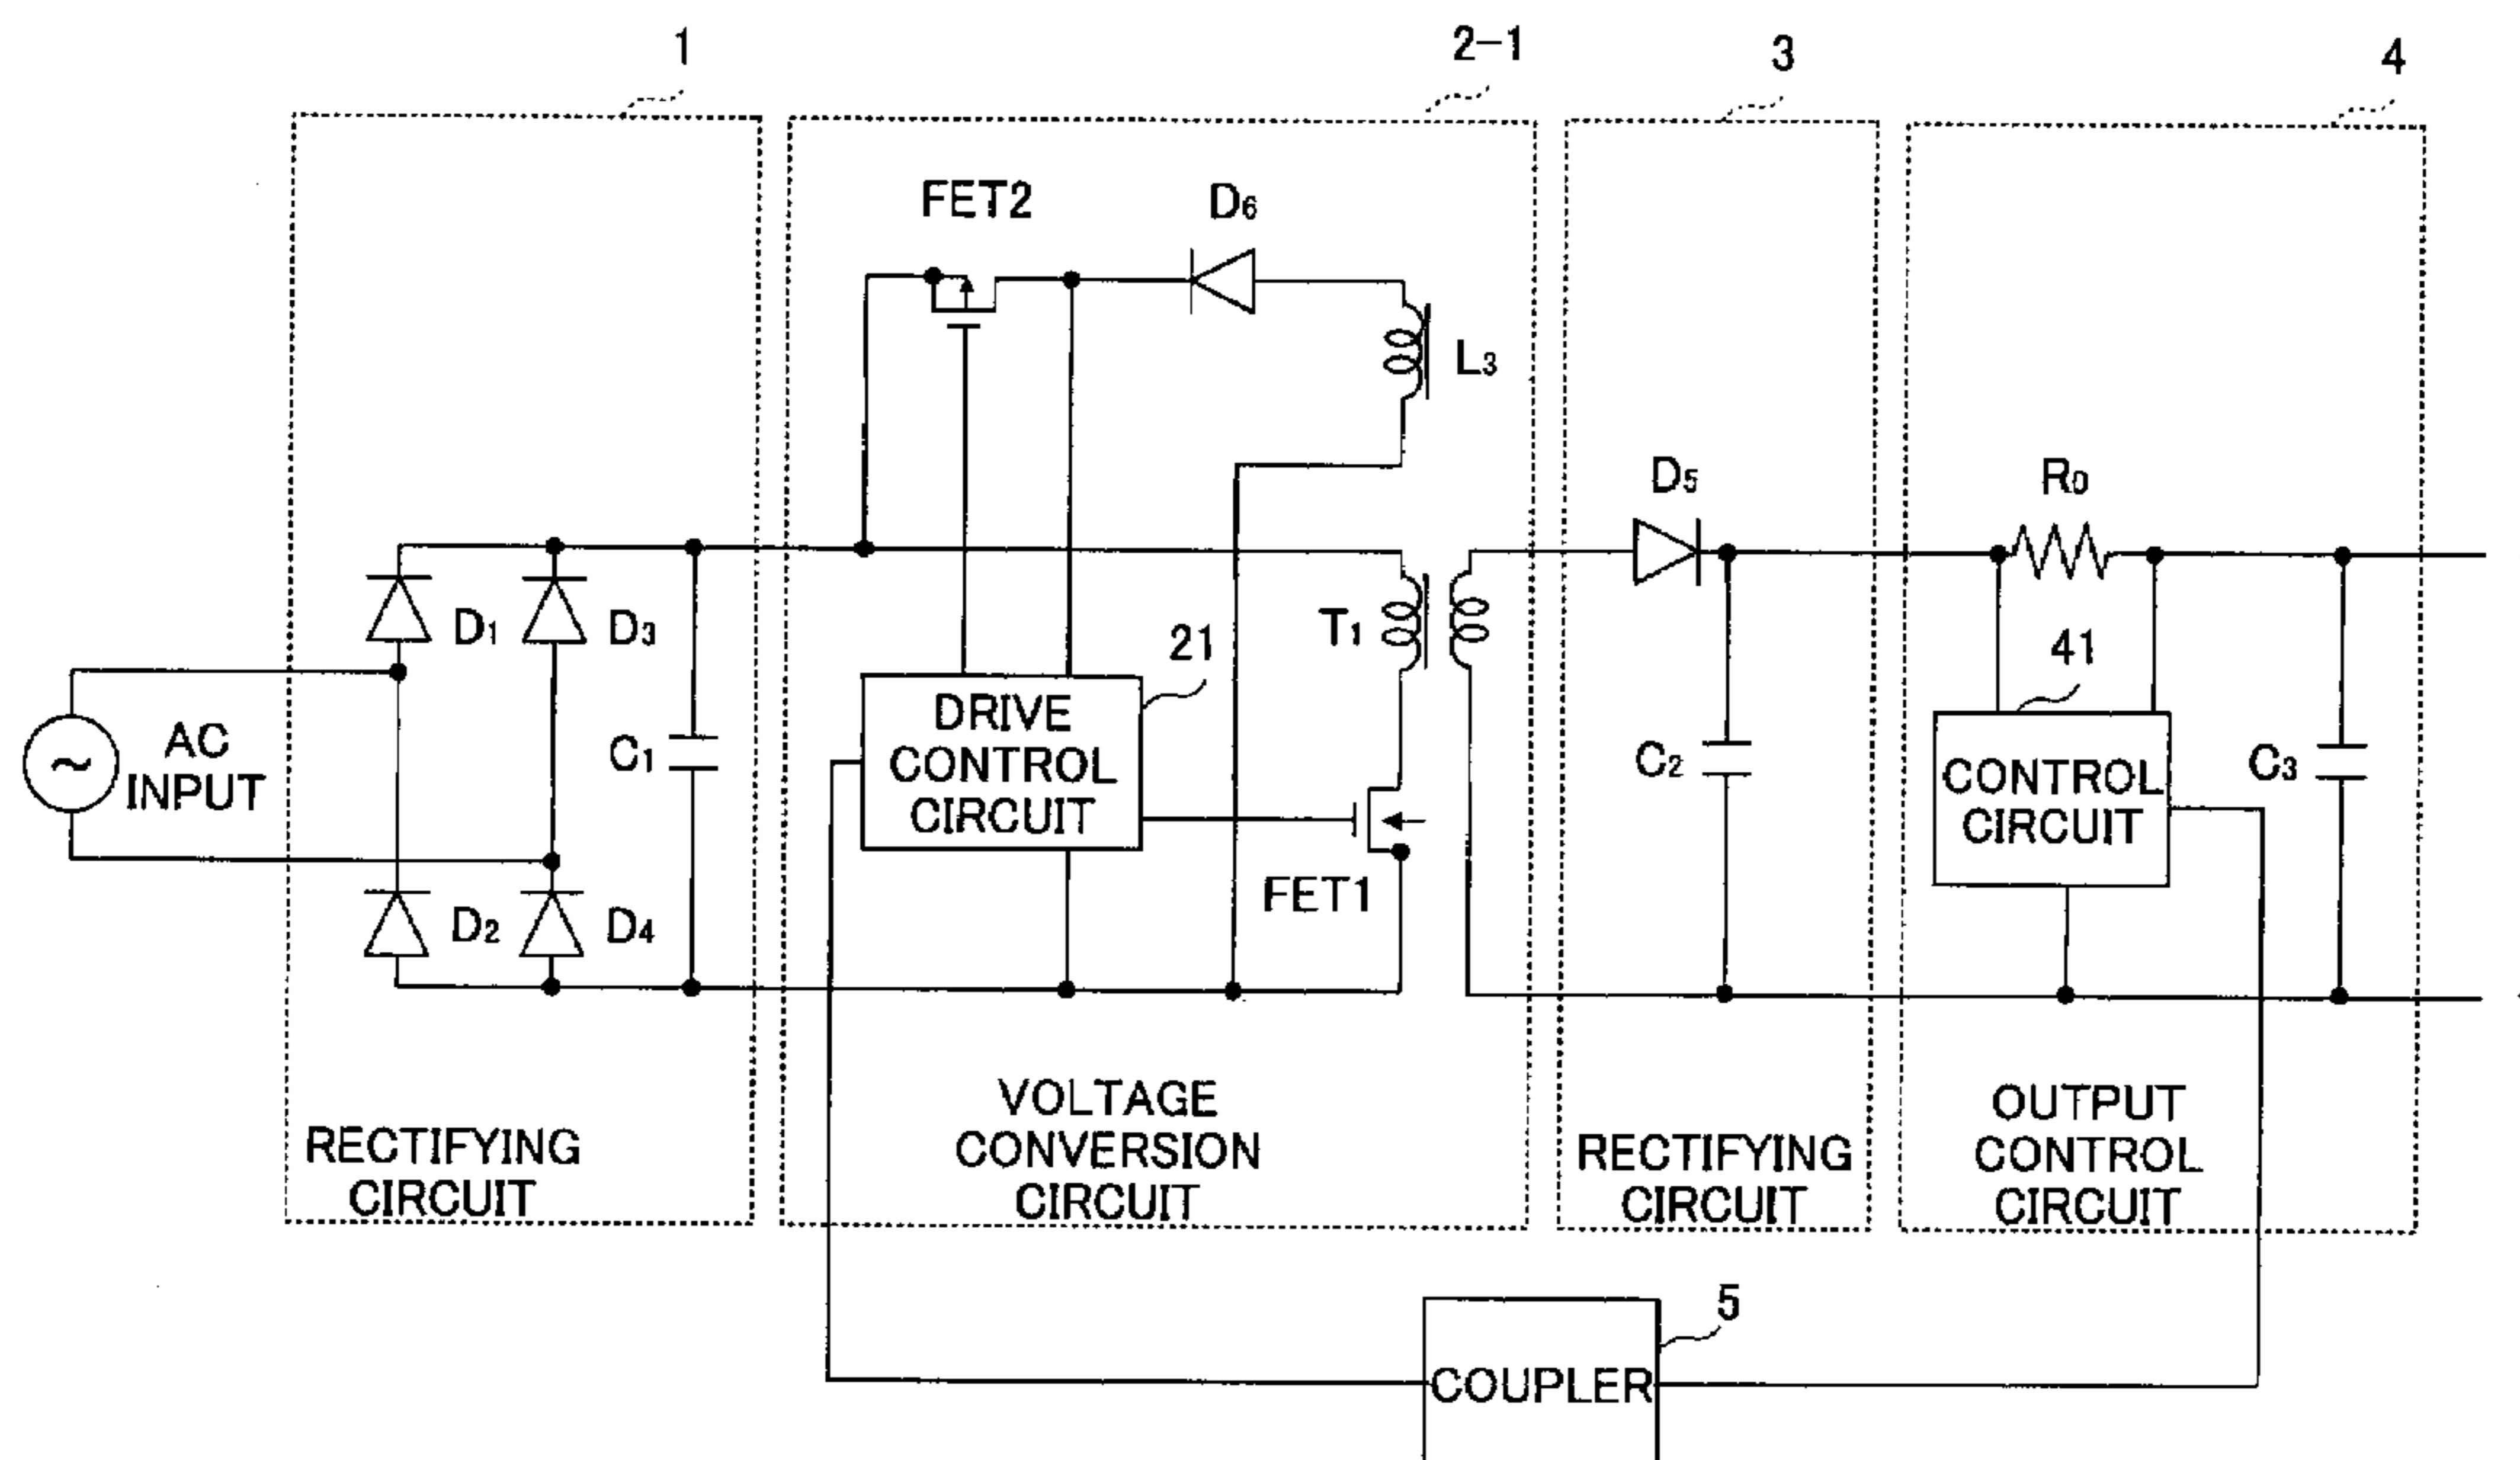 1
2-1
3
4
FET2
D6
L3
D5
R0
D1
D3
T1
21
41
AC
INPUT
C1
DRIVE
CONTROL
CIRCUIT
C2
CONTROL
CIRCUIT
C3
D2
D4
FET1
RECTIFYING
CIRCUIT
VOLTAGE
CONVERSION
CIRCUIT
RECTIFYING
CIRCUIT
OUTPUT
CONTROL
CIRCUIT
5
COUPLER